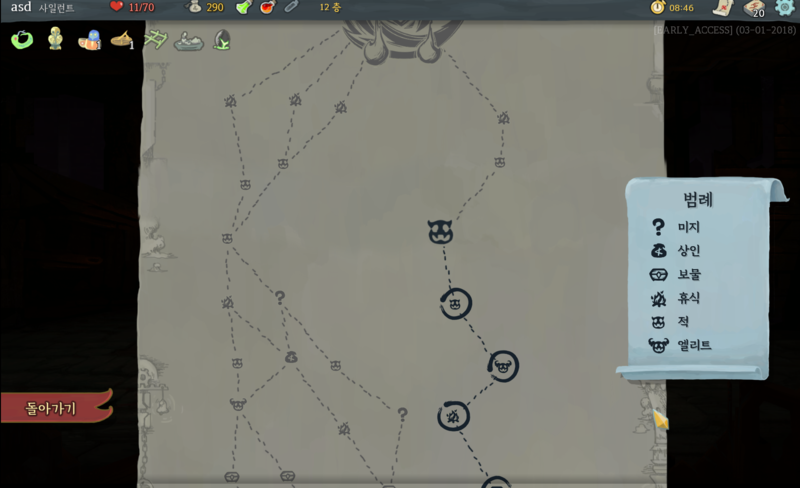 asd 사일런트 11/70 290 12 층 08:46 20
[EARLY_ACCESS] (03-01-2018)
1
범례
미지
상인
보물
휴식
적
엘리트
돌아가기